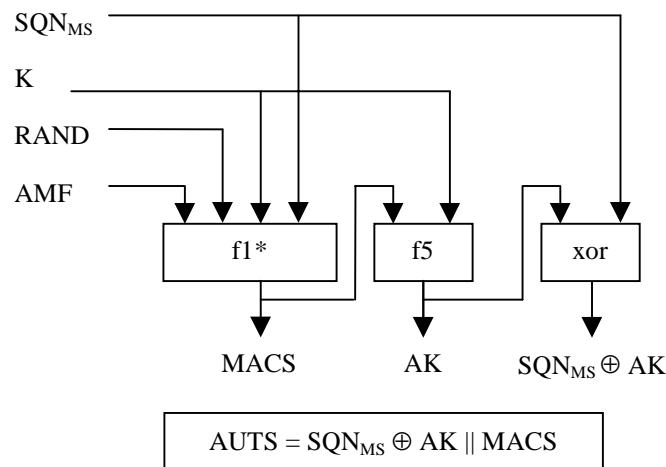 SQN_MS
K
RAND
AMF
f1* f5 xor
MACS AK SQN_MS ⊕ AK
AUTS = SQN_MS ⊕ AK || MACS